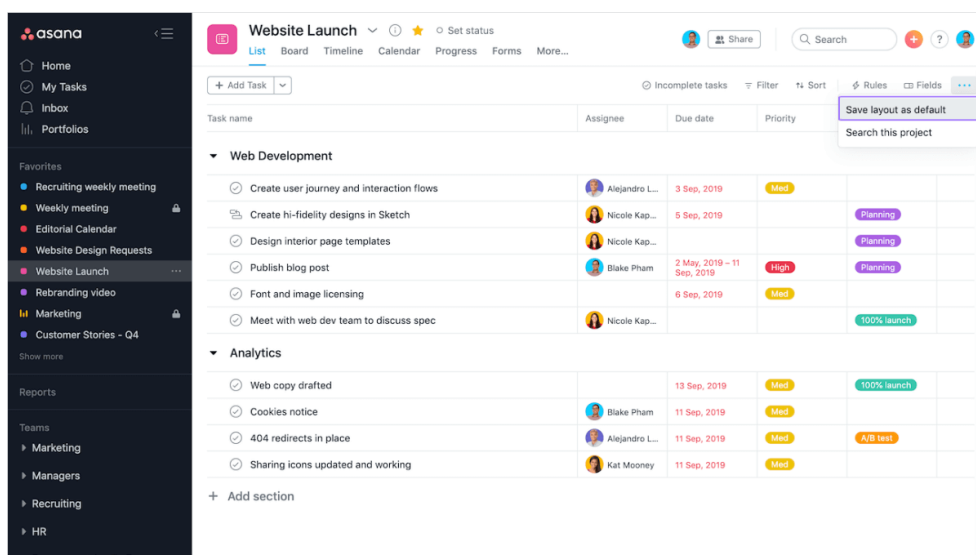 asana
Home
My Tasks
Inbox
Portfolios
Favorites
Recruiting weekly meeting
Weekly meeting
Editorial Calendar
Website Design Requests
Website Launch
Rebranding video
Marketing
Customer Stories - Q4
Show more
Reports
Teams
Marketing
Managers
Recruiting
HR
Website Launch Set status
List Board Timeline Calendar Progress Forms More...
Share Search + ?
+ Add Task Incomplete tasks Filter Sort Rules Fields ...
Save layout as default
Search this project
Task name Assignee Due date Priority
Web Development
Create user journey and interaction flows Alejandro L... 3 Sep, 2019 Med
Create hi-fidelity designs in Sketch Nicole Kap... 5 Sep, 2019 Planning
Design interior page templates Nicole Kap... Planning
Publish blog post Blake Pham 2 May, 2019 – 11 High Planning
Sep, 2019
Font and image licensing 6 Sep, 2019 Med
Meet with web dev team to discuss spec Nicole Kap... 100% launch
Analytics
Web copy drafted 13 Sep, 2019 Med 100% launch
Cookies notice Blake Pham 11 Sep, 2019 Med
404 redirects in place Alejandro L... 11 Sep, 2019 Med A/B test
Sharing icons updated and working Kat Mooney 11 Sep, 2019 Med
+ Add section